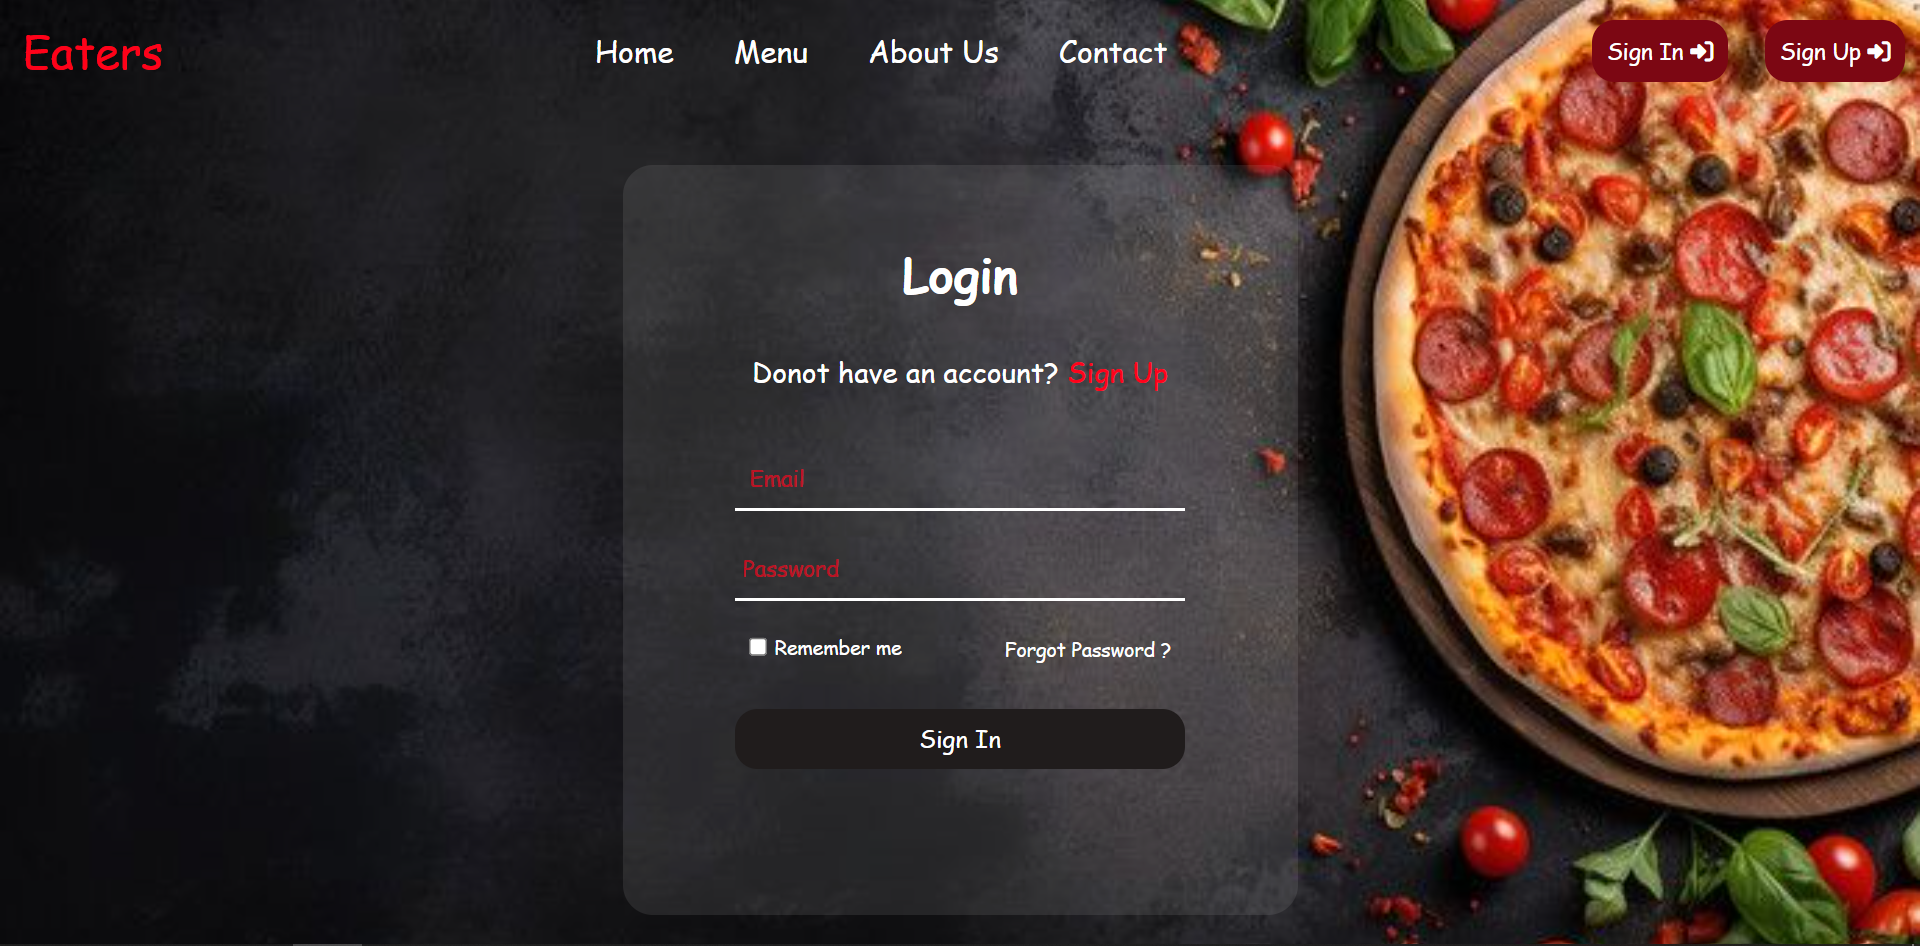 Eaters
Home Menu About Us Contact
Sign In
Sign Up
Login
Donot have an account? Sign Up
Email
Password
Remember me
Forgot Password ?
Sign In